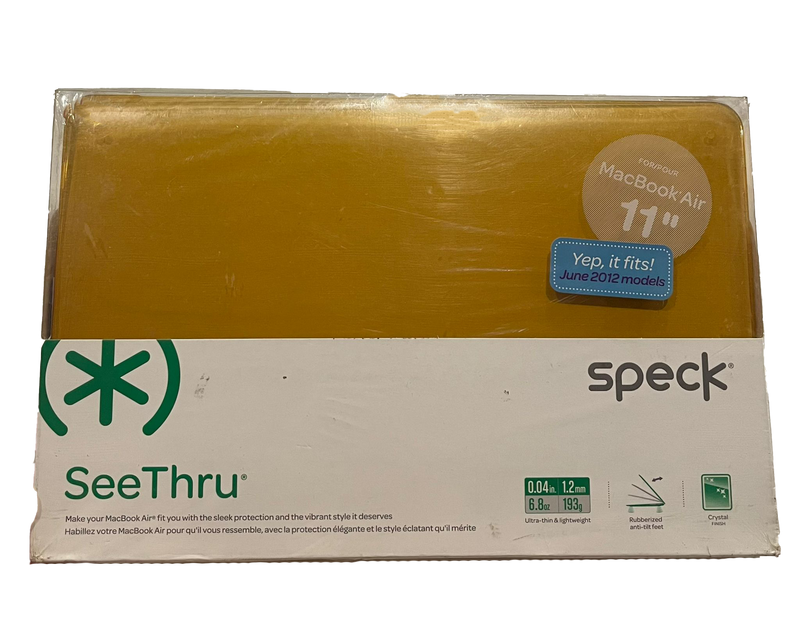 FOR/POUR
MacBook Air
11"
Yep, it fits!
June 2012 models
speck®
SeeThru®
Make your MacBook Air® fit you with the sleek protection and the vibrant style it deserves
Habillez votre MacBook Air pour qu'il vous ressemble, avec la protection élégante et le style éclatant qu'il mérite
0.04in. 1.2mm
6.8oz 193g
Ultra-thin & lightweight
Rubberized
anti-tilt feet
Crystal
FINISH